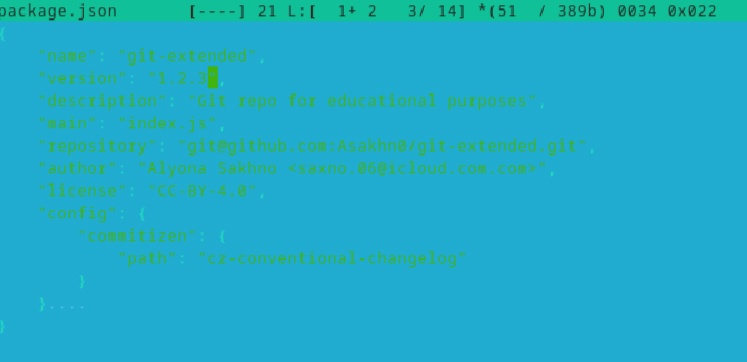 package.json [----] 21 L:[ 1+ 2 3/ 14] *(51 / 389b) 0034 0x022
{
"name": "git-extended",
"version": "1.2.3",
"description": "Git repo for educational purposes",
"main": "index.js",
"repository": "git@github.com:Asakhn0/git-extended.git",
"author": "Alyona Sakhno <saxno.06@icloud.com.com>",
"license": "CC-BY-4.0",
"config": {
"commitizen": {
"path": "cz-conventional-changelog"
}
}....
}